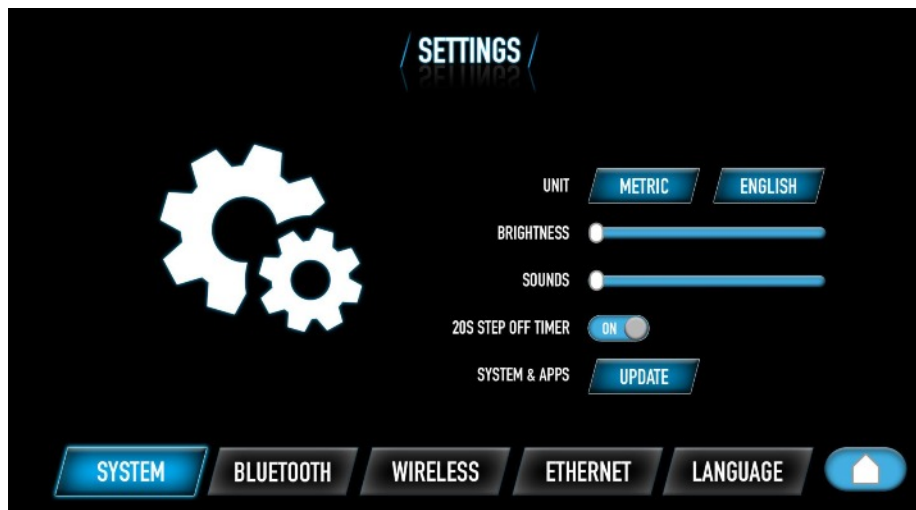 SETTINGS
UNIT METRIC ENGLISH
BRIGHTNESS
SOUNDS
20S STEP OFF TIMER ON
SYSTEM & APPS UPDATE
SYSTEM BLUETOOTH WIRELESS ETHERNET LANGUAGE